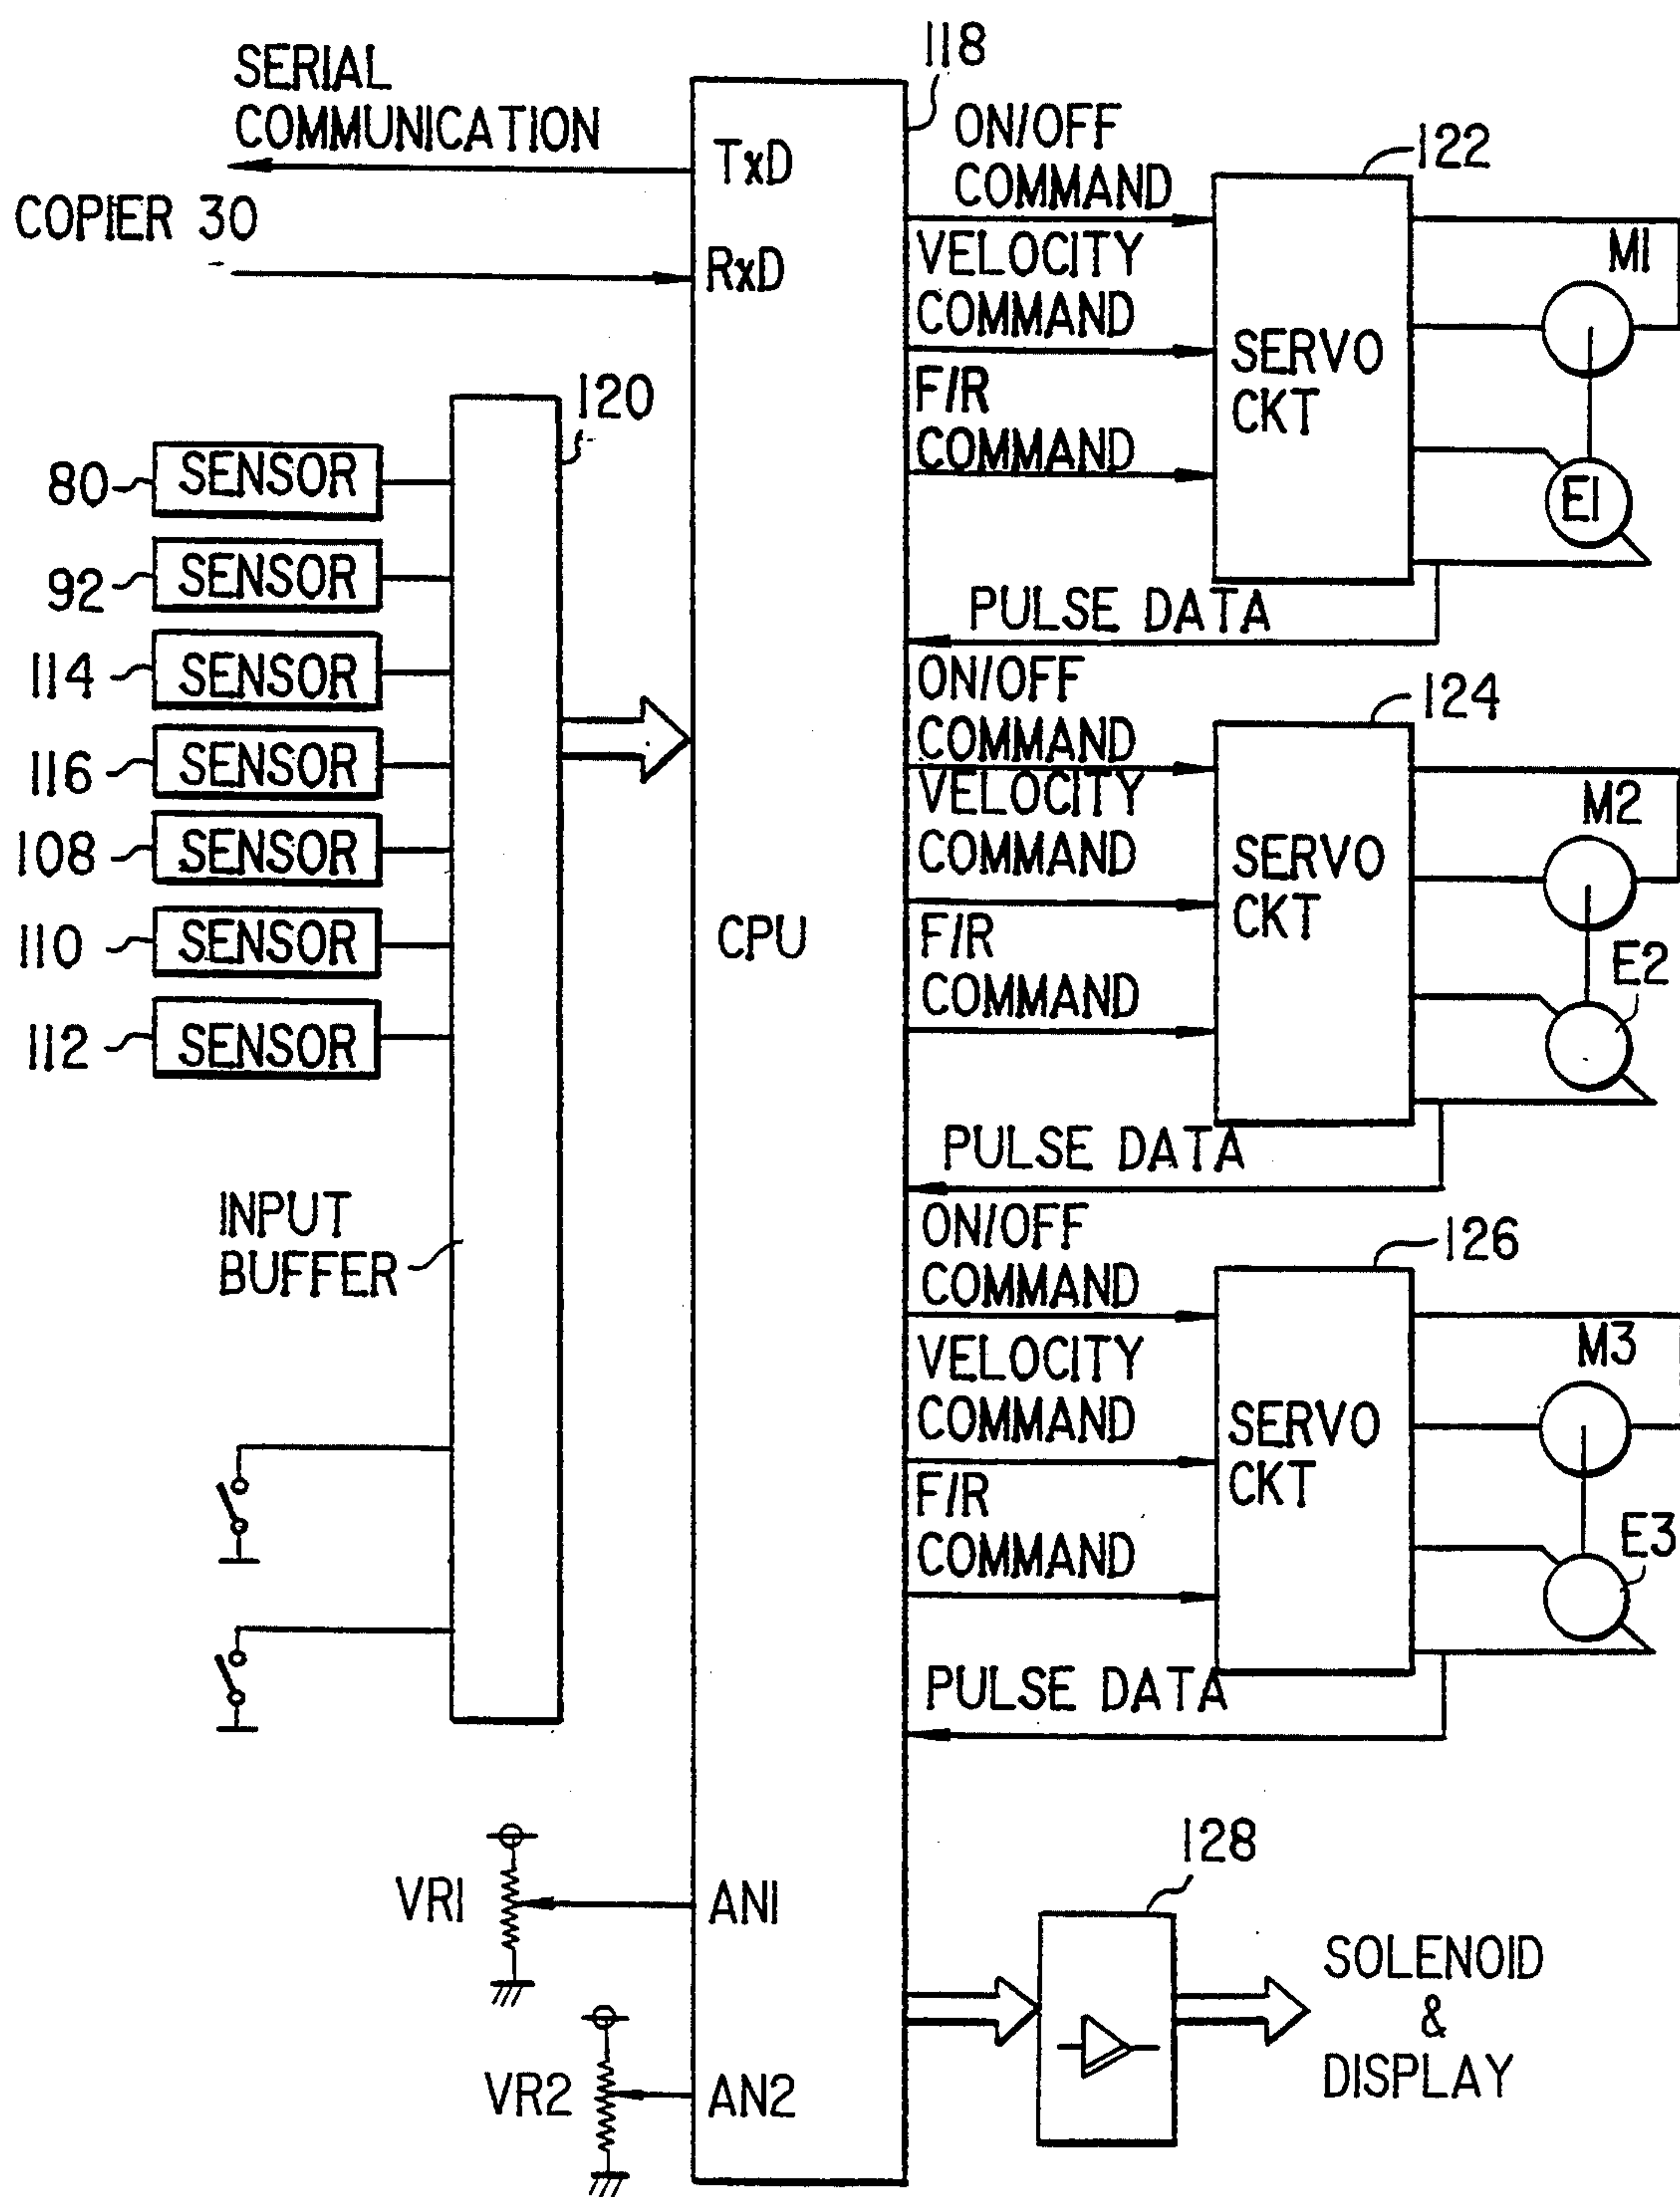 SERIAL
COMMUNICATION
COPIER 30
118
TxD
RxD
CPU
AN1
AN2
120
80
SENSOR
92
SENSOR
114
SENSOR
116
SENSOR
108
SENSOR
110
SENSOR
112
SENSOR
INPUT
BUFFER
VR1
VR2
ON/OFF
COMMAND
VELOCITY
COMMAND
F/R
COMMAND
122
SERVO
CKT
M1
E1
PULSE DATA
ON/OFF
COMMAND
VELOCITY
COMMAND
F/R
COMMAND
124
SERVO
CKT
M2
E2
PULSE DATA
ON/OFF
COMMAND
VELOCITY
COMMAND
F/R
COMMAND
126
SERVO
CKT
M3
E3
PULSE DATA
128
SOLENOID
&
DISPLAY